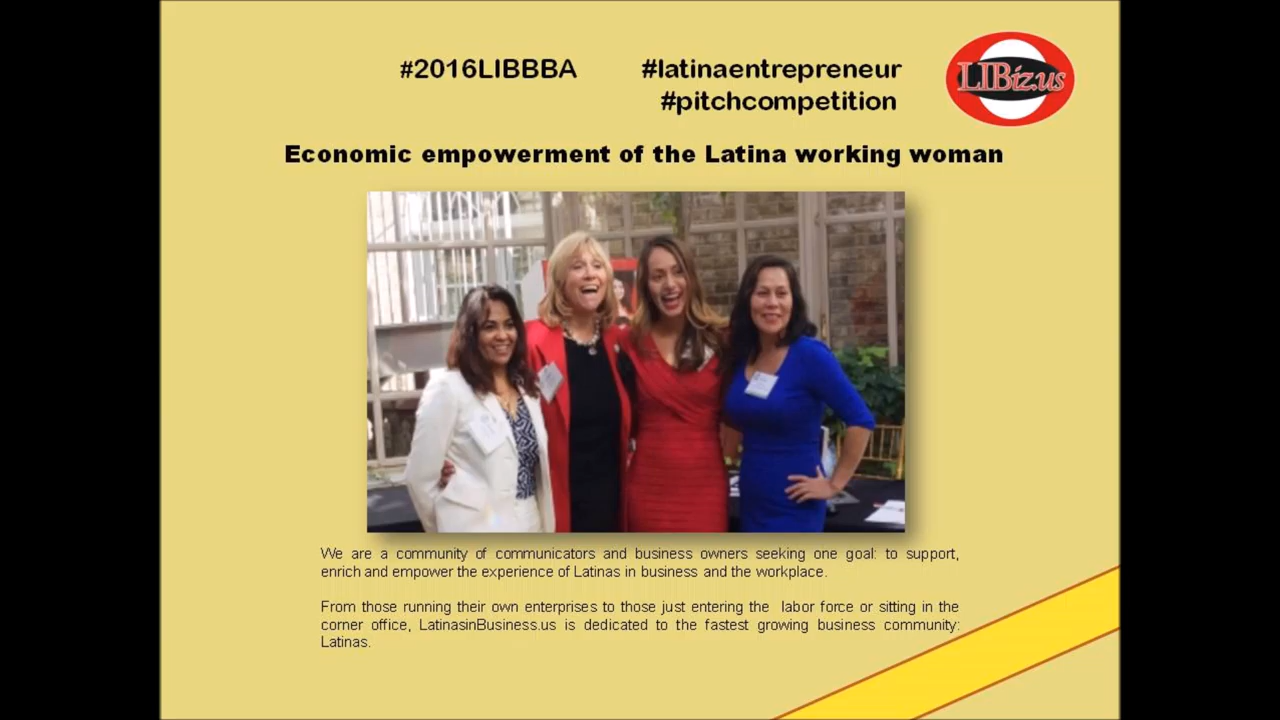 #2016LIBBBA #latinaentrepreneur
#pitchcompetition
LIBiz.us
Economic empowerment of the Latina working woman
We are a community of communicators and business owners seeking one goal: to support,
enrich and empower the experience of Latinas in business and the workplace.
From those running their own enterprises to those just entering the labor force or sitting in the
corner office, LatinasinBusiness.us is dedicated to the fastest growing business community:
Latinas.